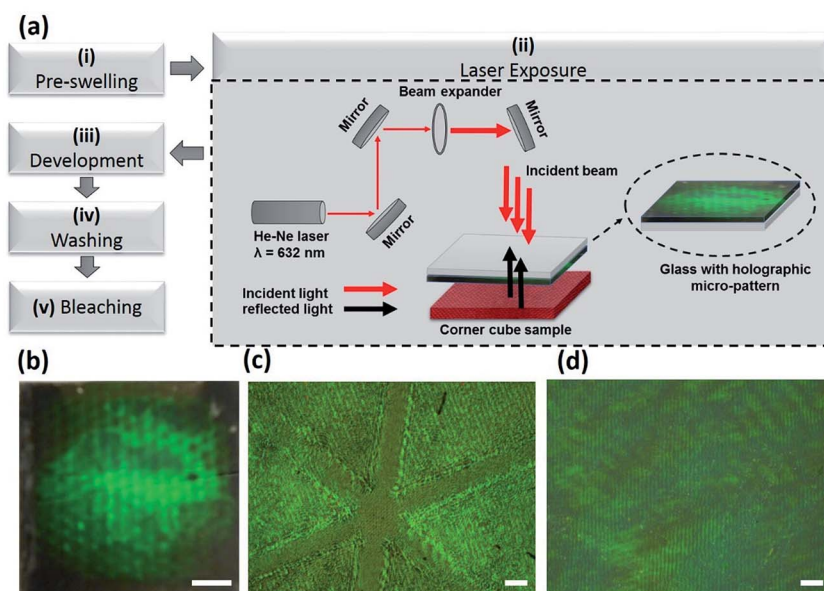 (a)
(i)
Pre-swelling
(ii)
Laser Exposure
(iii)
Development
(iv)
Washing
(v) Bleaching
Beam expander
Mirror
Mirror
Incident beam
He-Ne laser
λ = 632 nm
Mirror
Incident light
reflected light
Corner cube sample
Glass with holographic
micro-pattern
(b)
(c)
(d)